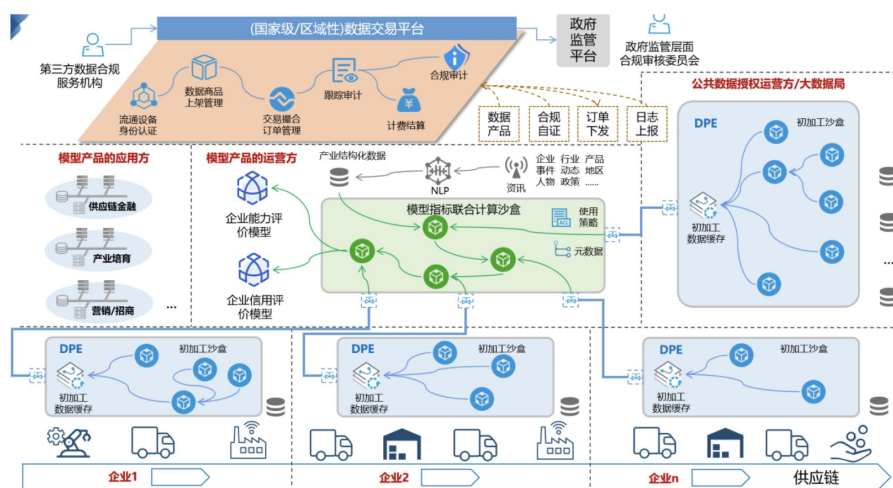 (国家级/区域性)数据交易平台
政府
监管
平台
第三方数据合规
服务机构
政府监管层面
合规审核委员会
流通设备
身份认证
数据商品
上架管理
交易撮合
订单管理
跟踪审计
合规审计
计费结算
数据
产品
合规
自证
订单
下发
日志
上报
公共数据授权运营方/大数据局
DPE
初加工沙盒
初加工
数据缓存
...
模型产品的应用方
供应链金融
产业培育
营销/招商
...
模型产品的运营方
企业能力评
价模型
企业信用评
价模型
产业结构化数据
NLP
资讯
企业 行业 产品
事件 动态 地区
人物 政策 ......
模型指标联合计算沙盒
使用
策略
元数据
DPE
初加工沙盒
初加工
数据缓存
DPE
初加工沙盒
初加工
数据缓存
DPE
初加工沙盒
初加工
数据缓存
企业1
企业2
企业n
供应链